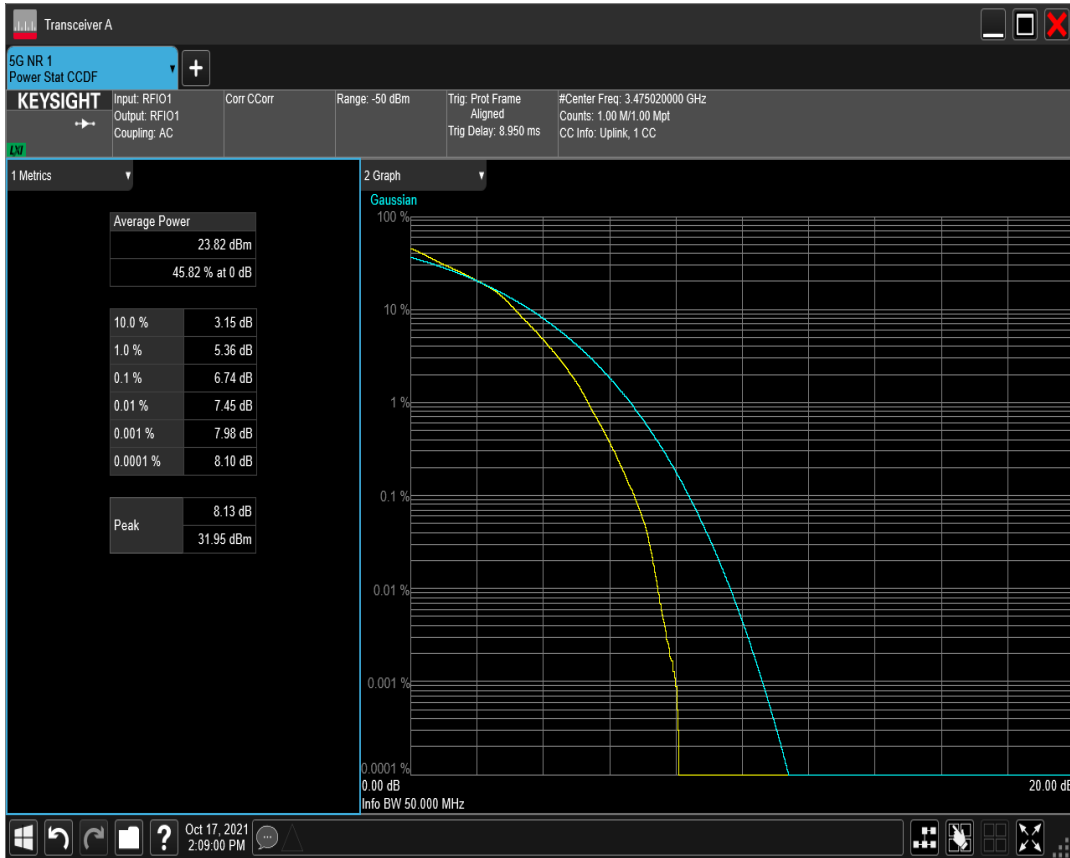 Transceiver A
5G NR 1
Power Stat CCDF
KEYSIGHT
LXI
Input: RFIO1
Output: RFIO1
Coupling: AC
Corr CCorr
Range: -50 dBm
Trig: Prot Frame
Aligned
Trig Delay: 8.950 ms
#Center Freq: 3.475020000 GHz
Counts: 1.00 M/1.00 Mpt
CC Info: Uplink, 1 CC
1 Metrics
Average Power
23.82 dBm
45.82 % at 0 dB
10.0 % 3.15 dB
1.0 % 5.36 dB
0.1 % 6.74 dB
0.01 % 7.45 dB
0.001 % 7.98 dB
0.0001 % 8.10 dB
Peak
8.13 dB
31.95 dBm
2 Graph
Gaussian
100 %
10 %
1 %
0.1 %
0.01 %
0.001 %
0.0001 %
0.00 dB 20.00 dB
Info BW 50.000 MHz
Oct 17, 2021
2:09:00 PM